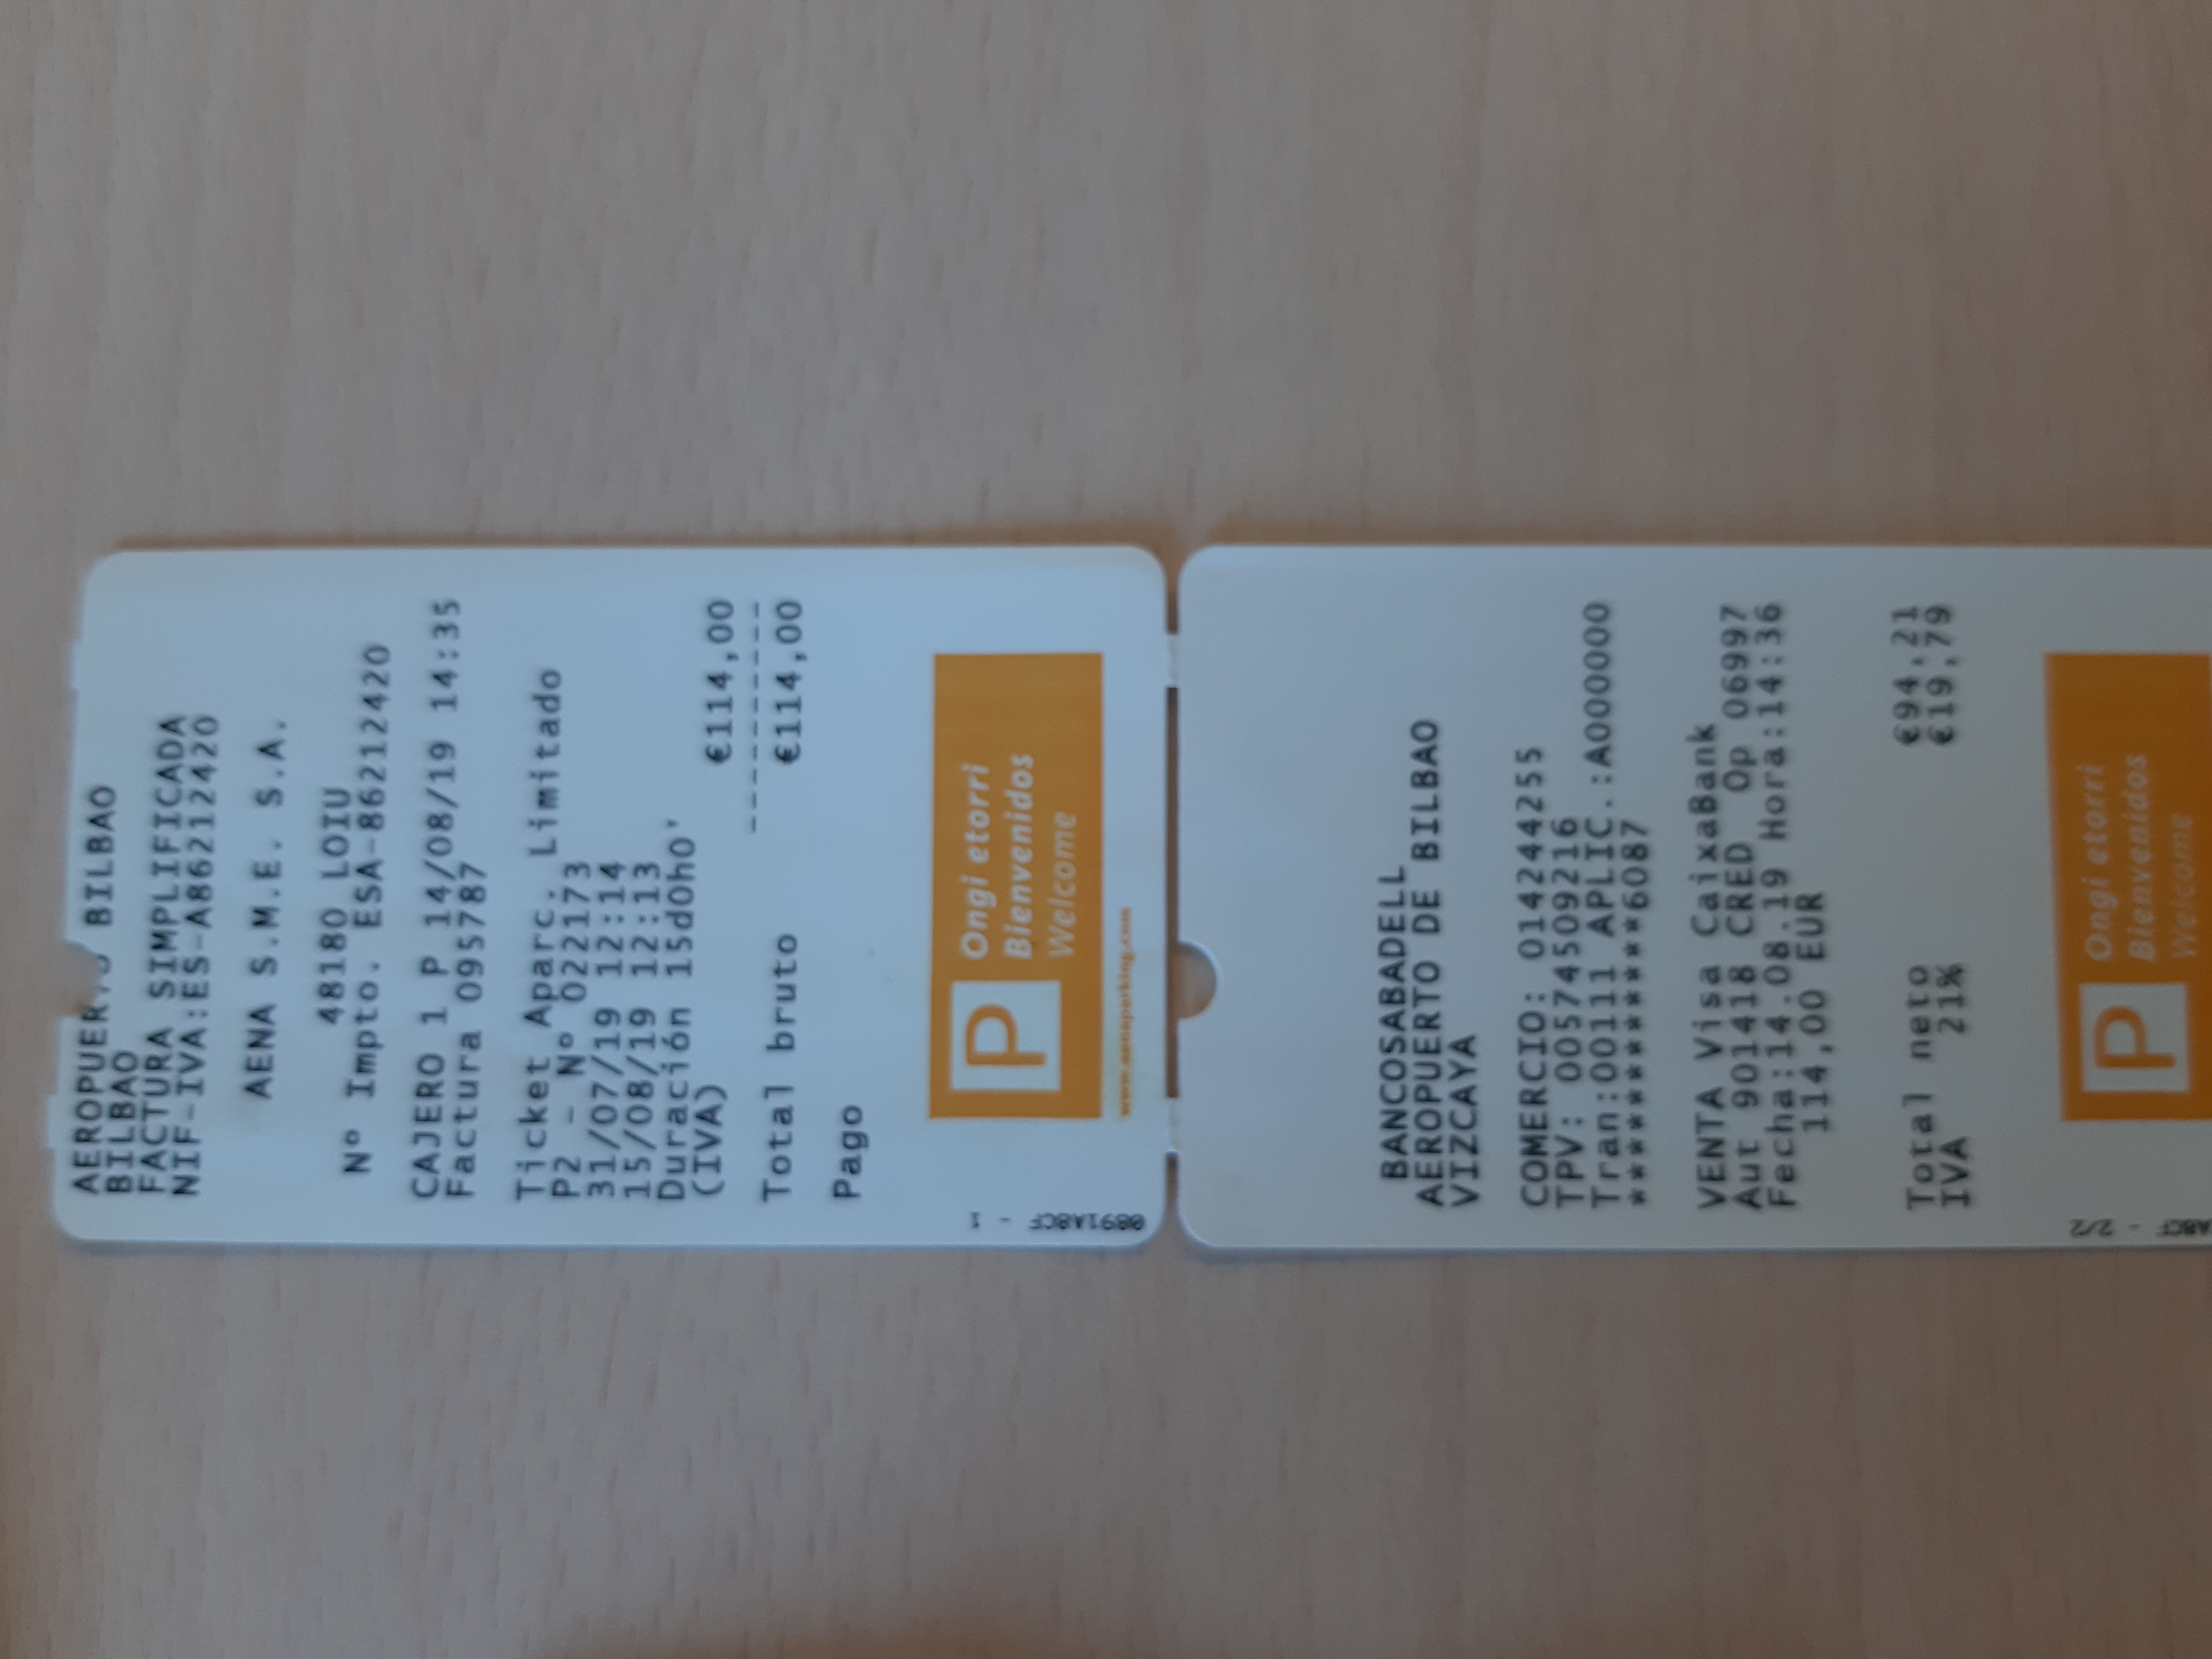 AEROPUERTO BILBAO
BILBAO
FACTURA SIMPLIFICADA
NIF-IVA:ES-A86212420
AENA S.M.E. S.A.
48180 LOIU
Nº Impto. ESA-86212420
CAJERO 1 P 14/08/19 14:35
Factura 095787
Ticket Aparc. Limitado
P2 - Nº 022173
31/07/19 12:14
15/08/19 12:13
Duración 15d0h0'
(IVA) €114,00
----------
Total bruto €114,00
Pago
P
Ongi etorri
Bienvenidos
Welcome
www.aenaparking.com
0891A8CF - 1
BANCOSABADELL
AEROPUERTO DE BILBAO
VIZCAYA
COMERCIO: 014244255
TPV: 00574509216
Tran:00111 APLIC.:A000000
************6087
VENTA Visa CaixaBank
Aut 901418 CRED Op 06997
Fecha:14.08.19 Hora:14:36
114,00 EUR
Total neto €94,21
IVA 21% €19,79
P
Ongi etorri
Bienvenidos
Welcome
A8CF - 2/2